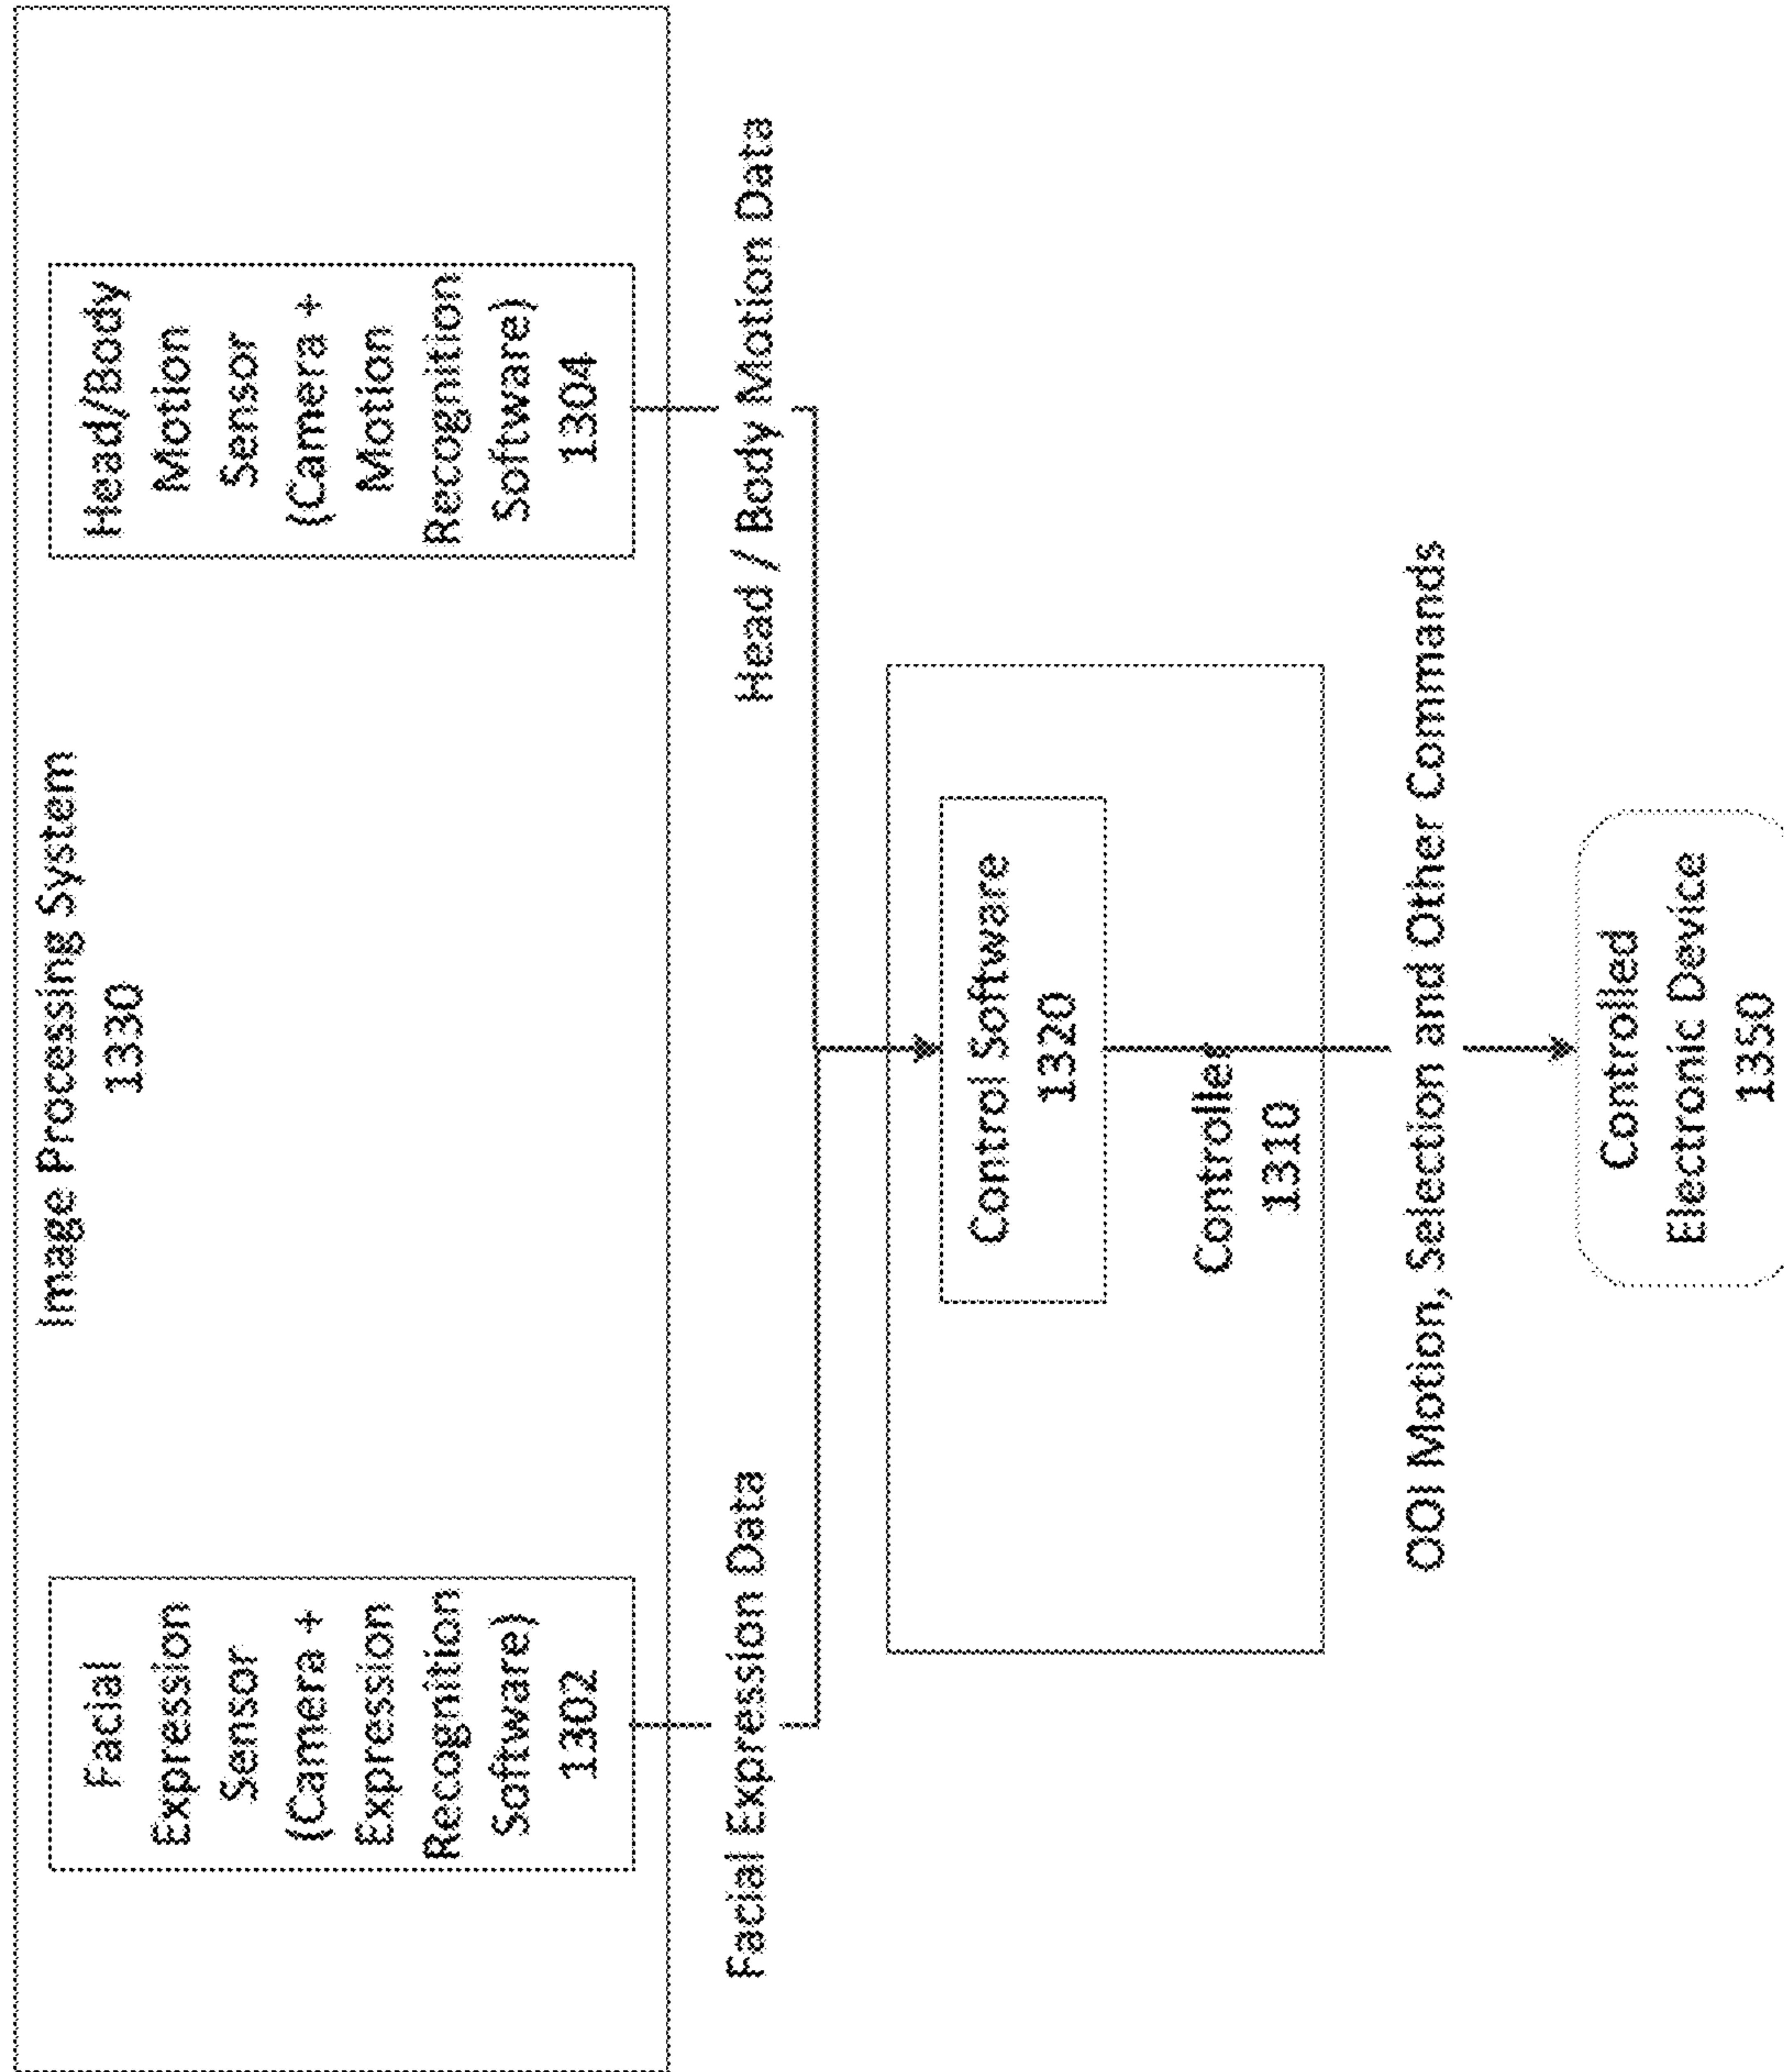 Image Processing System
1330
Facial
Expression
Sensor
(Camera +
Expression
Recognition
Software)
1302
Head/Body
Motion
Sensor
(Camera +
Motion
Recognition
Software)
1304
Facial Expression Data
Head / Body Motion Data
Control Software
1320
Controller
1310
OOI Motion, Selection and Other Commands
Controlled
Electronic Device
1350